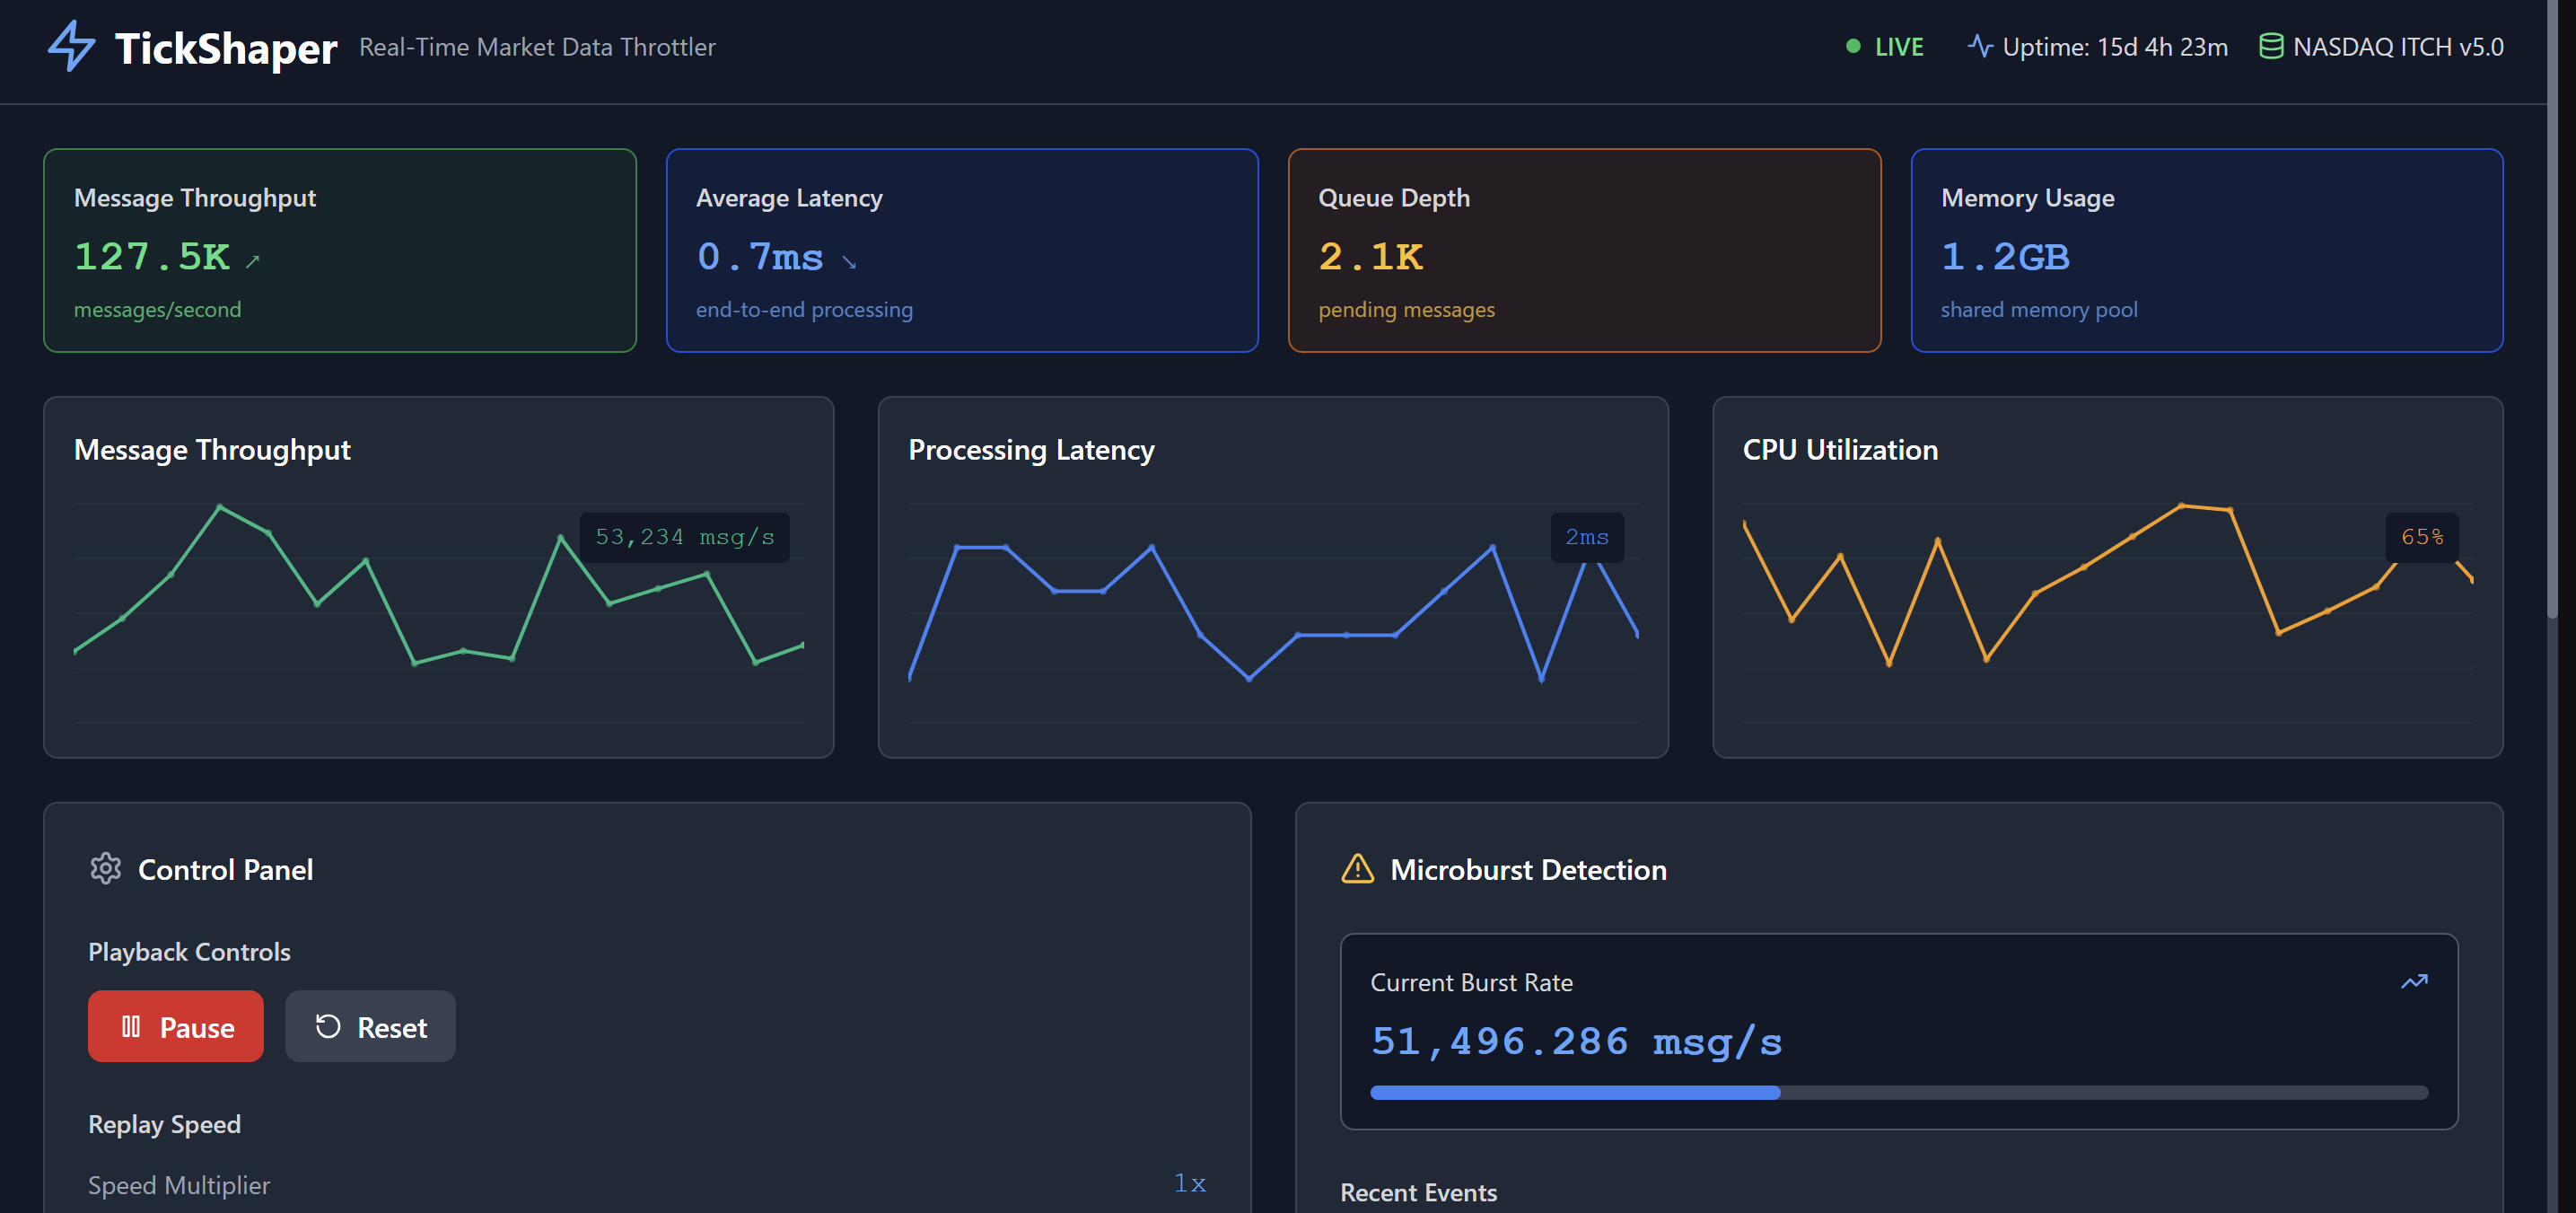 TickShaper Real-Time Market Data Throttler LIVE Uptime: 15d 4h 23m NASDAQ ITCH v5.0
Message Throughput
127.5K ↗
messages/second
Average Latency
0.7ms ↘
end-to-end processing
Queue Depth
2.1K
pending messages
Memory Usage
1.2GB
shared memory pool
Message Throughput
53,234 msg/s
Processing Latency
2ms
CPU Utilization
65%
Control Panel
Playback Controls
Pause Reset
Replay Speed
Speed Multiplier 1x
Microburst Detection
Current Burst Rate
51,496.286 msg/s
Recent Events